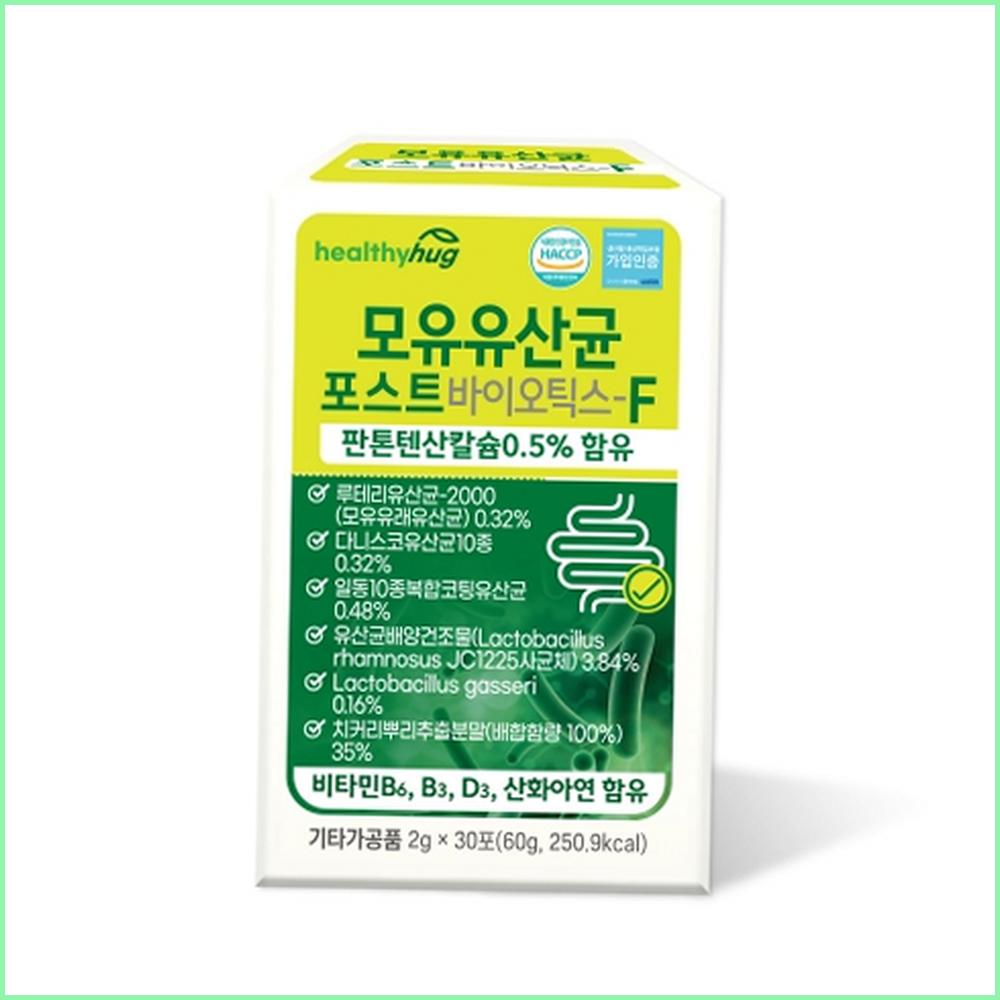 모유유산균
포스트바이오틱스-F
healthyhug
HACCP
가입인증
모유유산균
포스트바이오틱스-F
판톤텐산칼슘0.5% 함유
루테리유산균-2000
(모유유래유산균) 0.32%
다니스코유산균10종
0.32%
일동10종복합코팅유산균
0.48%
유산균배양건조물(Lactobacillus
rhamnosus JC1225사균체) 3.84%
Lactobacillus gasseri
0.16%
치커리뿌리추출분말(배합함량 100%)
35%
비타민B6, B3, D3, 산화아연 함유
기타가공품 2g × 30포(60g, 250.9kcal)